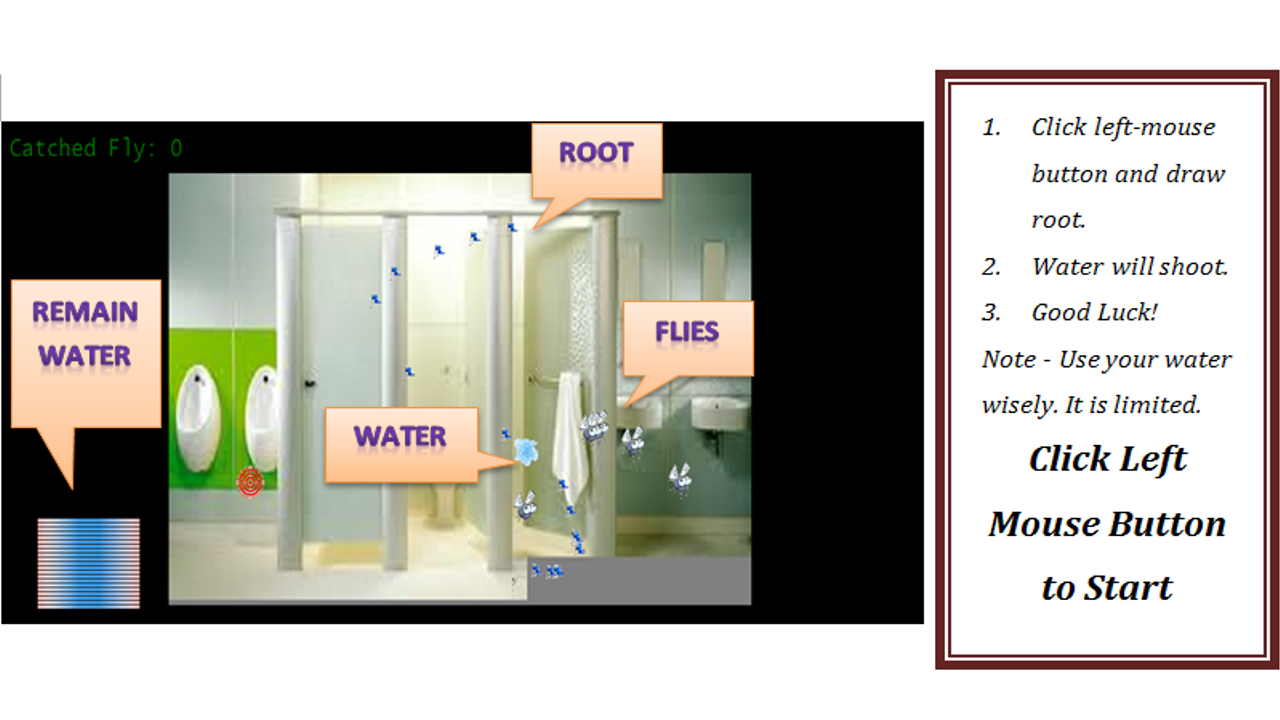 Catched Fly: 0
ROOT
REMAIN
WATER
FLIES
WATER
1. Click left-mouse
button and draw
root.
2. Water will shoot.
3. Good Luck!
Note - Use your water
wisely. It is limited.
Click Left
Mouse Button
to Start